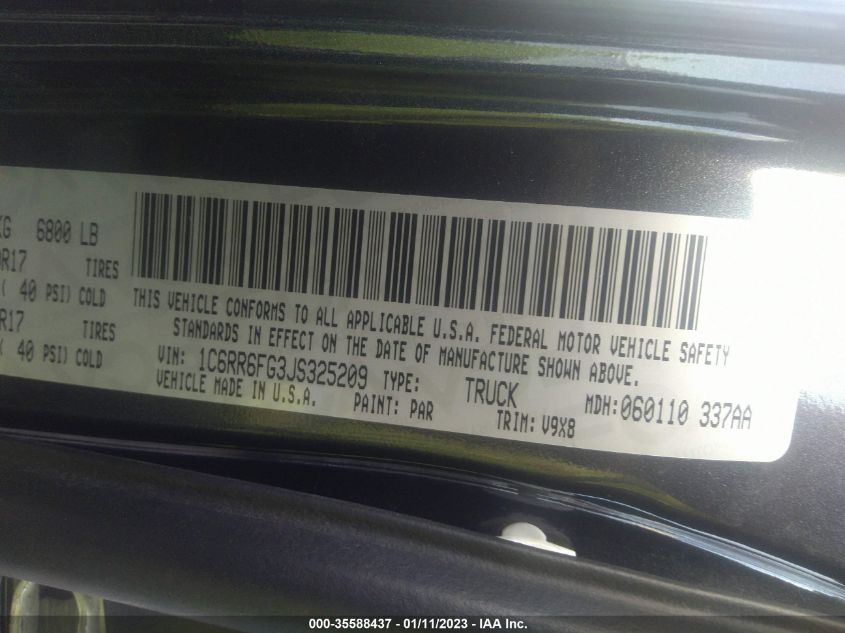 KG 6800 LB
R17 TIRES
( 40 PSI) COLD
R17 TIRES
( 40 PSI) COLD
THIS VEHICLE CONFORMS TO ALL APPLICABLE U.S.A. FEDERAL MOTOR VEHICLE SAFETY
STANDARDS IN EFFECT ON THE DATE OF MANUFACTURE SHOWN ABOVE.
VIN: 1C6RR6FG3JS325209 TYPE: TRUCK MDH: 060110 337AA
VEHICLE MADE IN U.S.A. PAINT: PAR TRIM: V9X8
000-35588437 - 01/11/2023 - IAA Inc.